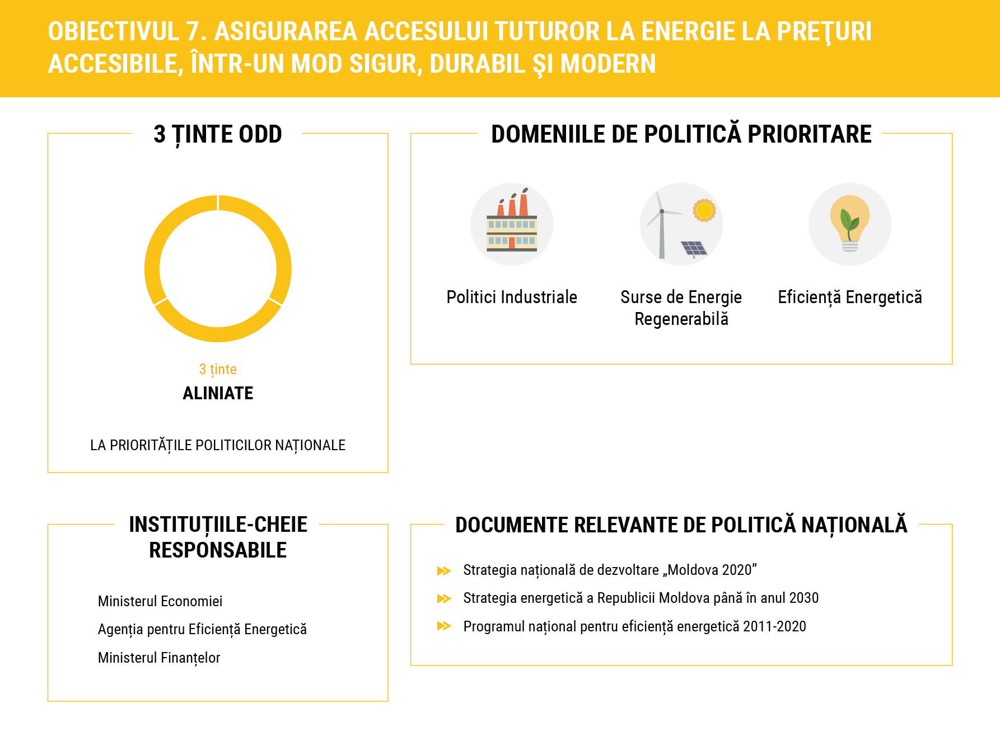 OBIECTIVUL 7. ASIGURAREA ACCESULUI TUTUROR LA ENERGIE LA PREŢURI
ACCESIBILE, ÎNTR-UN MOD SIGUR, DURABIL ŞI MODERN
3 ȚINTE ODD
3 ținte
ALINIATE
LA PRIORITĂȚILE POLITICILOR NAȚIONALE
DOMENIILE DE POLITICĂ PRIORITARE
Politici Industriale
Surse de Energie
Regenerabilă
Eficiență Energetică
INSTITUȚIILE-CHEIE
RESPONSABILE
Ministerul Economiei
Agenția pentru Eficiență Energetică
Ministerul Finanțelor
DOCUMENTE RELEVANTE DE POLITICĂ NAȚIONALĂ
Strategia națională de dezvoltare „Moldova 2020”
Strategia energetică a Republicii Moldova până în anul 2030
Programul național pentru eficiență energetică 2011-2020